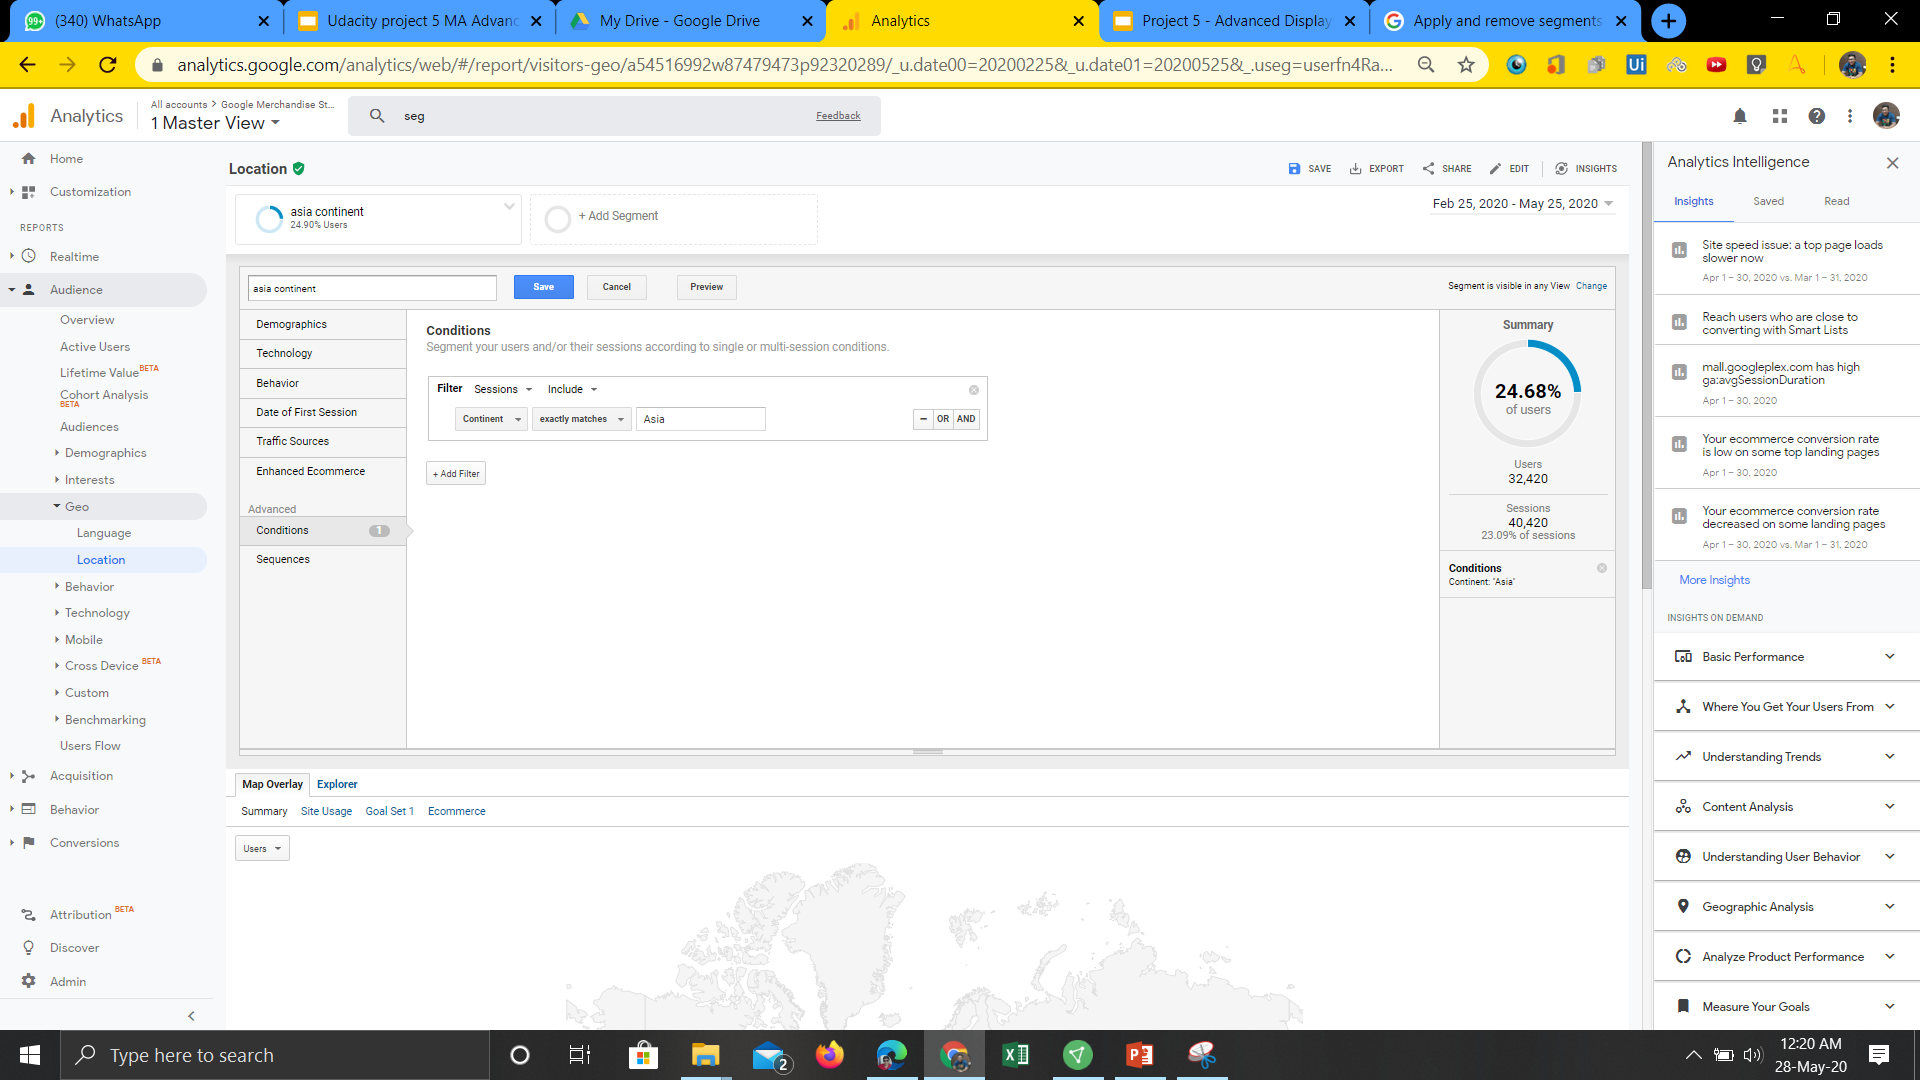 (340) WhatsApp
Udacity project 5 MA Advanc
My Drive - Google Drive
Analytics
Project 5 - Advanced Display
Apply and remove segments
analytics.google.com/analytics/web/#/report/visitors-geo/a54516992w87479473p92320289/_u.date00=20200225&_u.date01=20200525&_.useg=userfn4Ra...
Analytics
All accounts > Google Merchandise St...
1 Master View
seg
Feedback
Home
Customization
REPORTS
Realtime
Audience
Overview
Active Users
Lifetime Value BETA
Cohort Analysis
BETA
Audiences
Demographics
Interests
Geo
Language
Location
Behavior
Technology
Mobile
Cross Device BETA
Custom
Benchmarking
Users Flow
Acquisition
Behavior
Conversions
Attribution BETA
Discover
Admin
Location
SAVE
EXPORT
SHARE
EDIT
INSIGHTS
asia continent
24.90% Users
+ Add Segment
Feb 25, 2020 - May 25, 2020
asia continent
Save
Cancel
Preview
Segment is visible in any View Change
Demographics
Technology
Behavior
Date of First Session
Traffic Sources
Enhanced Ecommerce
Advanced
Conditions 1
Sequences
Conditions
Segment your users and/or their sessions according to single or multi-session conditions.
Filter Sessions Include
Continent exactly matches Asia
– OR AND
+ Add Filter
Summary
24.68%
of users
Users
32,420
Sessions
40,420
23.09% of sessions
Conditions
Continent: 'Asia'
Map Overlay Explorer
Summary Site Usage Goal Set 1 Ecommerce
Users
Analytics Intelligence
Insights Saved Read
Site speed issue: a top page loads
slower now
Apr 1 – 30, 2020 vs. Mar 1 – 31, 2020
Reach users who are close to
converting with Smart Lists
mall.googleplex.com has high
ga:avgSessionDuration
Apr 1 – 30, 2020
Your ecommerce conversion rate
is low on some top landing pages
Apr 1 – 30, 2020
Your ecommerce conversion rate
decreased on some landing pages
Apr 1 – 30, 2020 vs. Mar 1 – 31, 2020
More Insights
INSIGHTS ON DEMAND
Basic Performance
Where You Get Your Users From
Understanding Trends
Content Analysis
Understanding User Behavior
Geographic Analysis
Analyze Product Performance
Measure Your Goals
Type here to search
2
12:20 AM
28-May-20